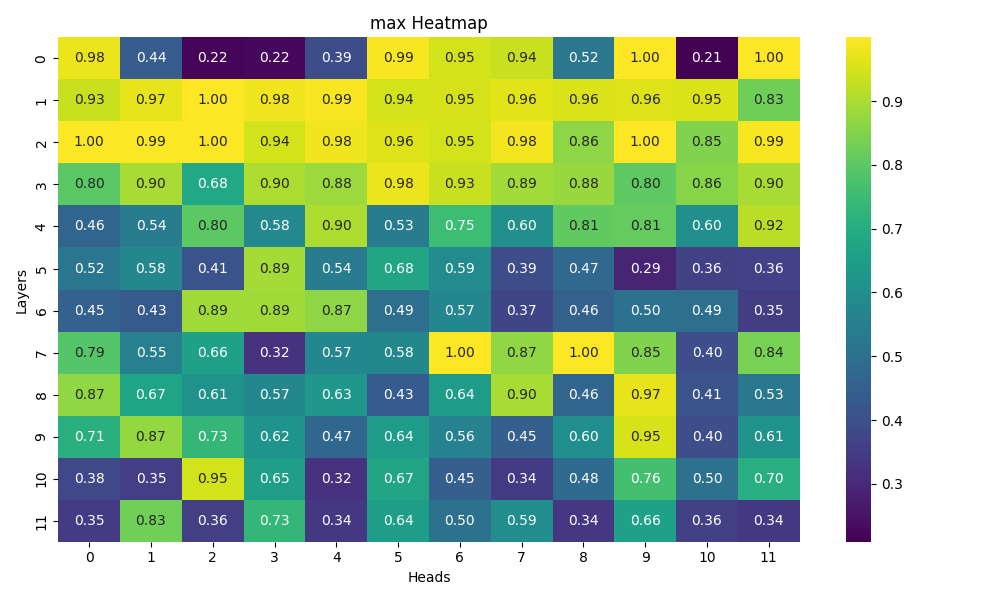 max Heatmap
0 0.98 0.44 0.22 0.22 0.39 0.99 0.95 0.94 0.52 1.00 0.21 1.00
1 0.93 0.97 1.00 0.98 0.99 0.94 0.95 0.96 0.96 0.96 0.95 0.83
2 1.00 0.99 1.00 0.94 0.98 0.96 0.95 0.98 0.86 1.00 0.85 0.99
3 0.80 0.90 0.68 0.90 0.88 0.98 0.93 0.89 0.88 0.80 0.86 0.90
4 0.46 0.54 0.80 0.58 0.90 0.53 0.75 0.60 0.81 0.81 0.60 0.92
5 0.52 0.58 0.41 0.89 0.54 0.68 0.59 0.39 0.47 0.29 0.36 0.36
6 0.45 0.43 0.89 0.89 0.87 0.49 0.57 0.37 0.46 0.50 0.49 0.35
7 0.79 0.55 0.66 0.32 0.57 0.58 1.00 0.87 1.00 0.85 0.40 0.84
8 0.87 0.67 0.61 0.57 0.63 0.43 0.64 0.90 0.46 0.97 0.41 0.53
9 0.71 0.87 0.73 0.62 0.47 0.64 0.56 0.45 0.60 0.95 0.40 0.61
10 0.38 0.35 0.95 0.65 0.32 0.67 0.45 0.34 0.48 0.76 0.50 0.70
11 0.35 0.83 0.36 0.73 0.34 0.64 0.50 0.59 0.34 0.66 0.36 0.34
0 1 2 3 4 5 6 7 8 9 10 11
Heads
Layers
0.9
0.8
0.7
0.6
0.5
0.4
0.3